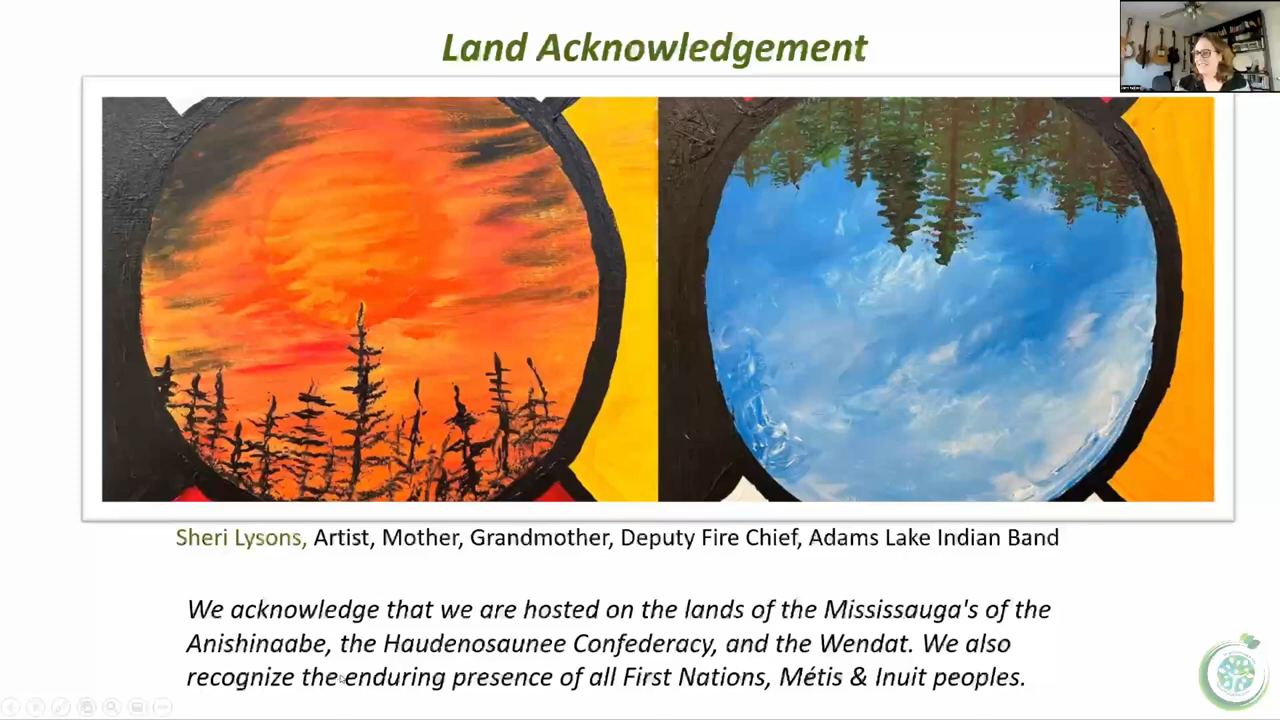 Land Acknowledgement
Sheri Lysons, Artist, Mother, Grandmother, Deputy Fire Chief, Adams Lake Indian Band
We acknowledge that we are hosted on the lands of the Mississauga's of the
Anishinaabe, the Haudenosaunee Confederacy, and the Wendat. We also
recognize the enduring presence of all First Nations, Métis & Inuit peoples.